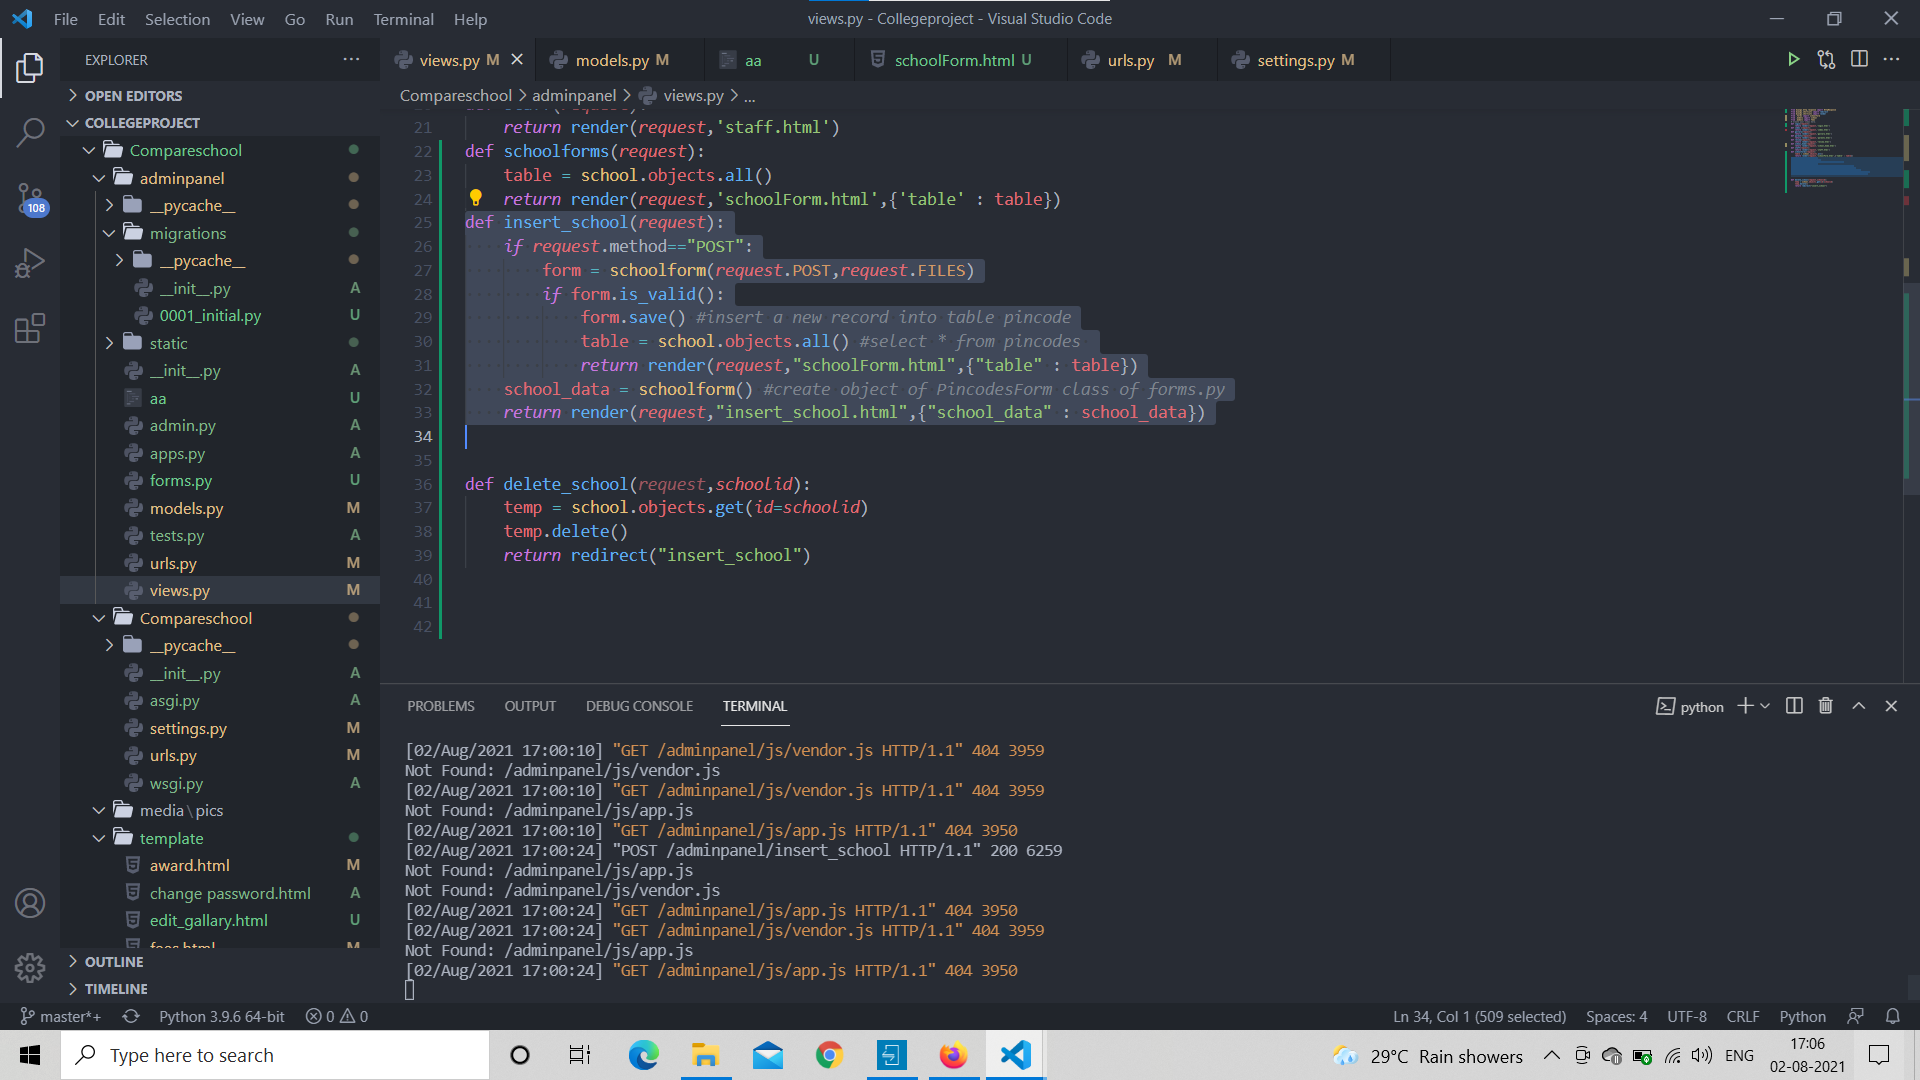 File Edit Selection View Go Run Terminal Help
views.py - Collegeproject - Visual Studio Code
EXPLORER
views.py M
models.py M
aa U
schoolForm.html U
urls.py M
settings.py M
OPEN EDITORS
COLLEGEPROJECT
Compareschool
adminpanel
__pycache__
migrations
__pycache__
__init__.py A
0001_initial.py U
static
__init__.py A
aa U
admin.py A
apps.py A
forms.py U
models.py M
tests.py A
urls.py M
views.py M
Compareschool
__pycache__
__init__.py A
asgi.py A
settings.py M
urls.py M
wsgi.py A
media\pics
template
award.html M
change password.html A
edit_gallary.html U
fees.html M
OUTLINE
TIMELINE
108
Compareschool > adminpanel > views.py > ...
21 return render(request,'staff.html')
22 def schoolforms(request):
23 table = school.objects.all()
24 return render(request,'schoolForm.html',{'table' : table})
25 def insert_school(request):
26 if request.method=="POST":
27 form = schoolform(request.POST,request.FILES)
28 if form.is_valid():
29 form.save() #insert a new record into table pincode
30 table = school.objects.all() #select * from pincodes
31 return render(request,"schoolForm.html",{"table" : table})
32 school_data = schoolform() #create object of PincodesForm class of forms.py
33 return render(request,"insert_school.html",{"school_data" : school_data})
34
35
36 def delete_school(request,schoolid):
37 temp = school.objects.get(id=schoolid)
38 temp.delete()
39 return redirect("insert_school")
40
41
42
PROBLEMS OUTPUT DEBUG CONSOLE TERMINAL
python
[02/Aug/2021 17:00:10] "GET /adminpanel/js/vendor.js HTTP/1.1" 404 3959
Not Found: /adminpanel/js/vendor.js
[02/Aug/2021 17:00:10] "GET /adminpanel/js/vendor.js HTTP/1.1" 404 3959
Not Found: /adminpanel/js/app.js
[02/Aug/2021 17:00:10] "GET /adminpanel/js/app.js HTTP/1.1" 404 3950
[02/Aug/2021 17:00:24] "POST /adminpanel/insert_school HTTP/1.1" 200 6259
Not Found: /adminpanel/js/app.js
Not Found: /adminpanel/js/vendor.js
[02/Aug/2021 17:00:24] "GET /adminpanel/js/app.js HTTP/1.1" 404 3950
[02/Aug/2021 17:00:24] "GET /adminpanel/js/vendor.js HTTP/1.1" 404 3959
Not Found: /adminpanel/js/app.js
[02/Aug/2021 17:00:24] "GET /adminpanel/js/app.js HTTP/1.1" 404 3950
master*+ Python 3.9.6 64-bit 0 0
Ln 34, Col 1 (509 selected) Spaces: 4 UTF-8 CRLF Python
Type here to search
29°C Rain showers
ENG
17:06
02-08-2021